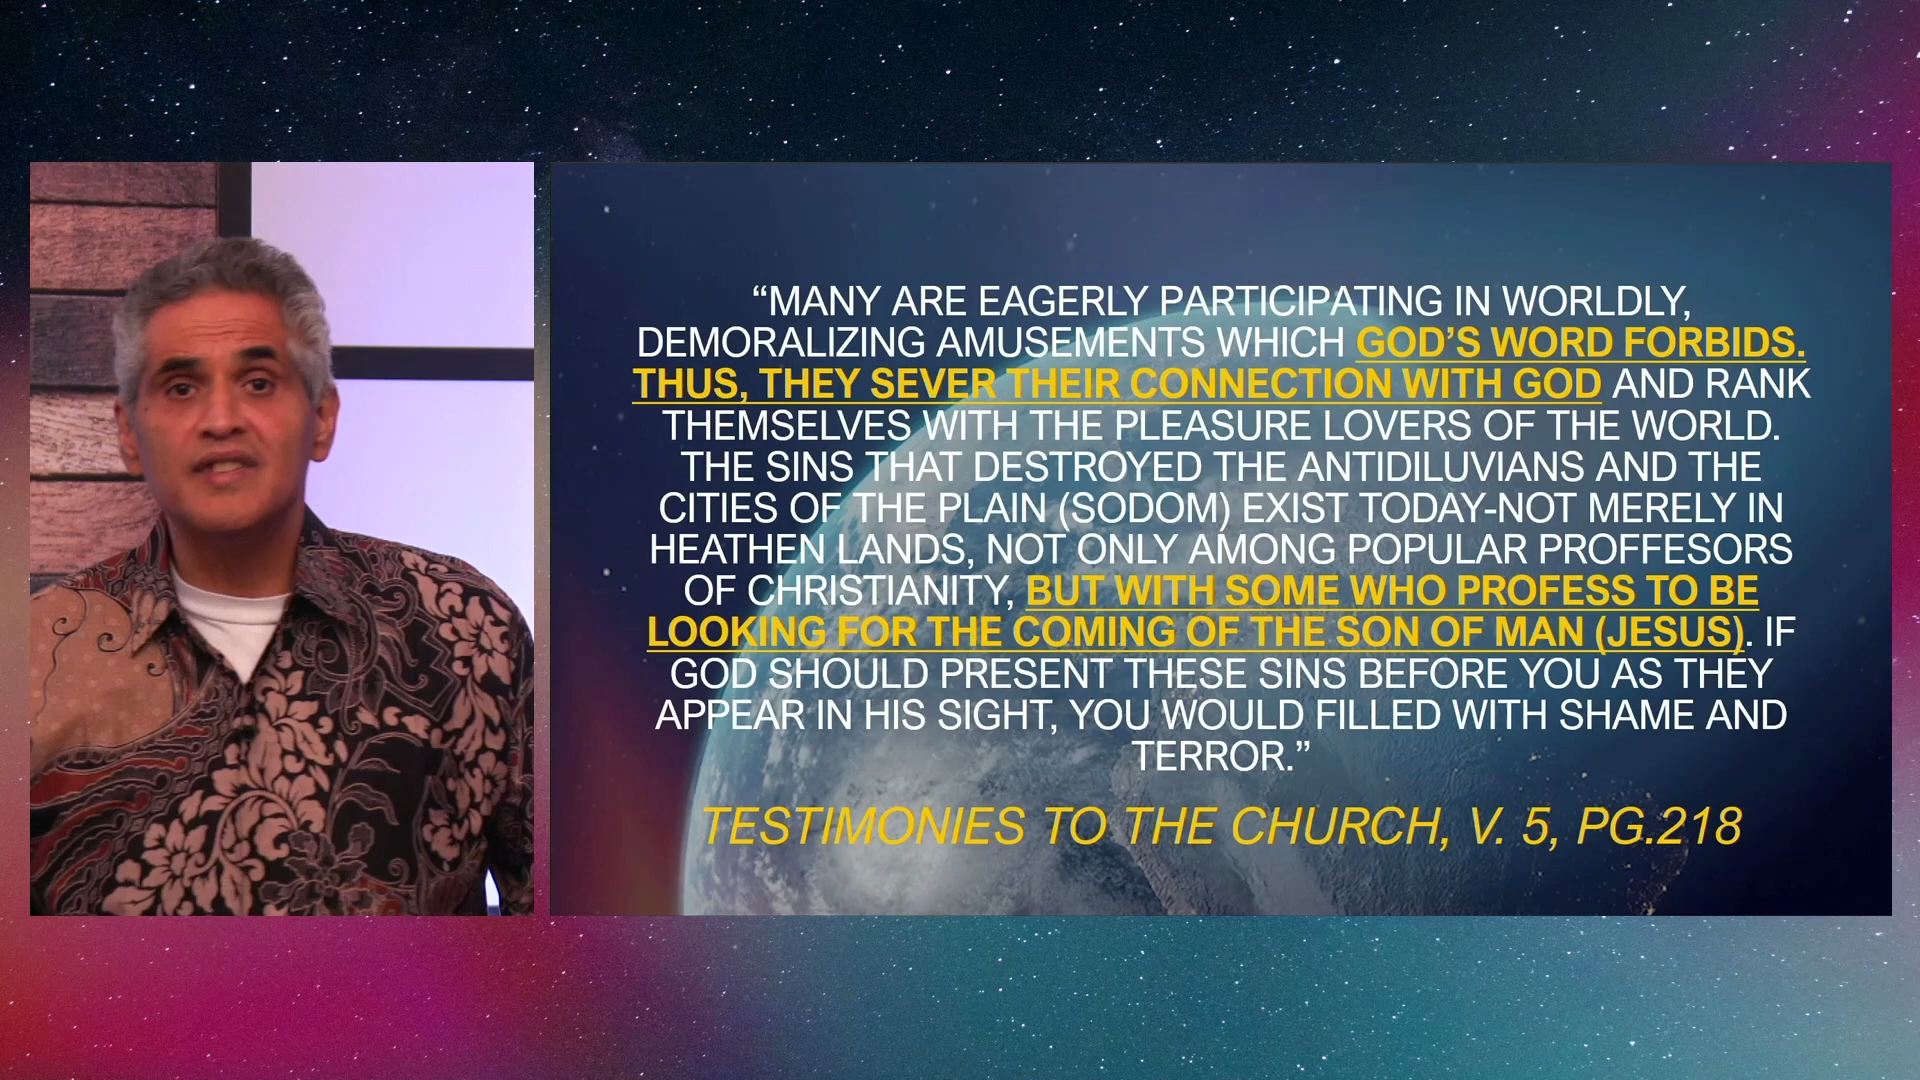 “MANY ARE EAGERLY PARTICIPATING IN WORLDLY,
DEMORALIZING AMUSEMENTS WHICH GOD’S WORD FORBIDS.
THUS, THEY SEVER THEIR CONNECTION WITH GOD AND RANK
THEMSELVES WITH THE PLEASURE LOVERS OF THE WORLD.
THE SINS THAT DESTROYED THE ANTIDILUVIANS AND THE
CITIES OF THE PLAIN (SODOM) EXIST TODAY-NOT MERELY IN
HEATHEN LANDS, NOT ONLY AMONG POPULAR PROFFESORS
OF CHRISTIANITY, BUT WITH SOME WHO PROFESS TO BE
LOOKING FOR THE COMING OF THE SON OF MAN (JESUS). IF
GOD SHOULD PRESENT THESE SINS BEFORE YOU AS THEY
APPEAR IN HIS SIGHT, YOU WOULD FILLED WITH SHAME AND
TERROR.”
TESTIMONIES TO THE CHURCH, V. 5, PG.218